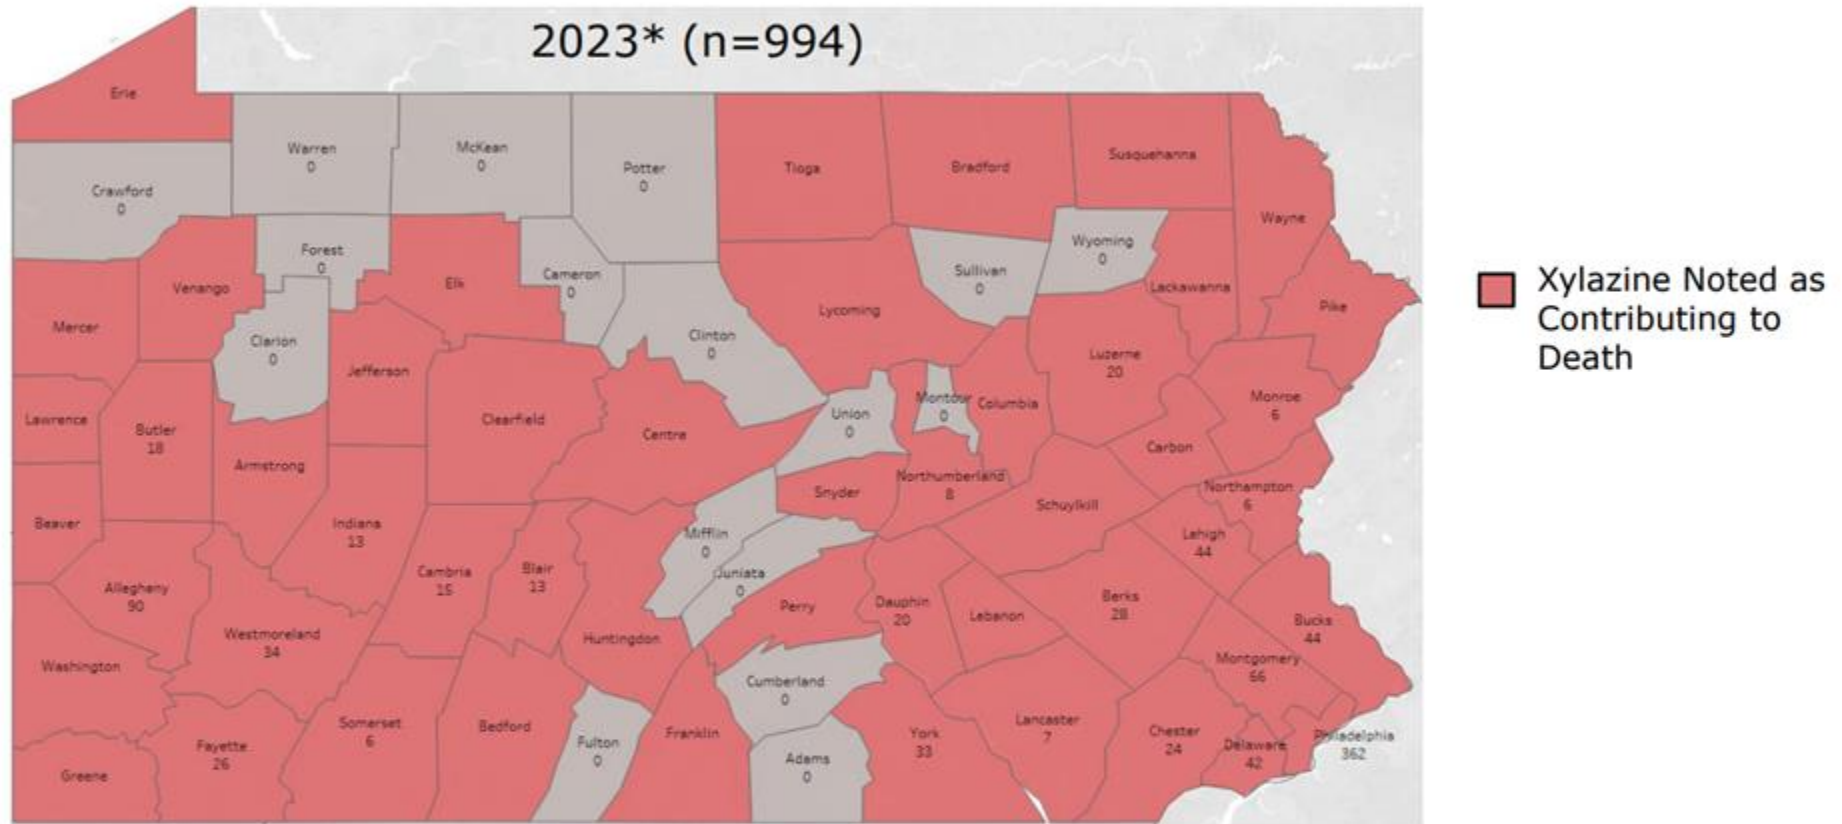 2023* (n=994)
Erie
Warren
0
McKean
0
Potter
0
Tioga
Bradford
Susquehanna
Crawford
0
Wayne
Forest
0
Wyoming
0
Venango
Elk
Cameron
0
Sullivan
0
Lackawanna
Mercer
Lycoming
Pike
Clarion
0
Clinton
0
Jefferson
Luzerne
20
Lawrence
Butler
18
Clearfield
Centre
Union
0
Montour
0
Columbia
Monroe
6
Armstrong
Carbon
Snyder
Northumberland
8
Schuylkill
Northampton
6
Beaver
Indiana
13
Mifflin
0
Lehigh
44
Allegheny
90
Cambria
15
Blair
13
Juniata
0
Perry
Dauphin
20
Lebanon
Berks
28
Bucks
44
Westmoreland
34
Huntingdon
Washington
Montgomery
66
Cumberland
0
Fayette
26
Somerset
6
Bedford
Fulton
0
Franklin
Adams
0
York
33
Lancaster
7
Chester
24
Delaware
42
Philadelphia
362
Greene
Xylazine Noted as
Contributing to
Death